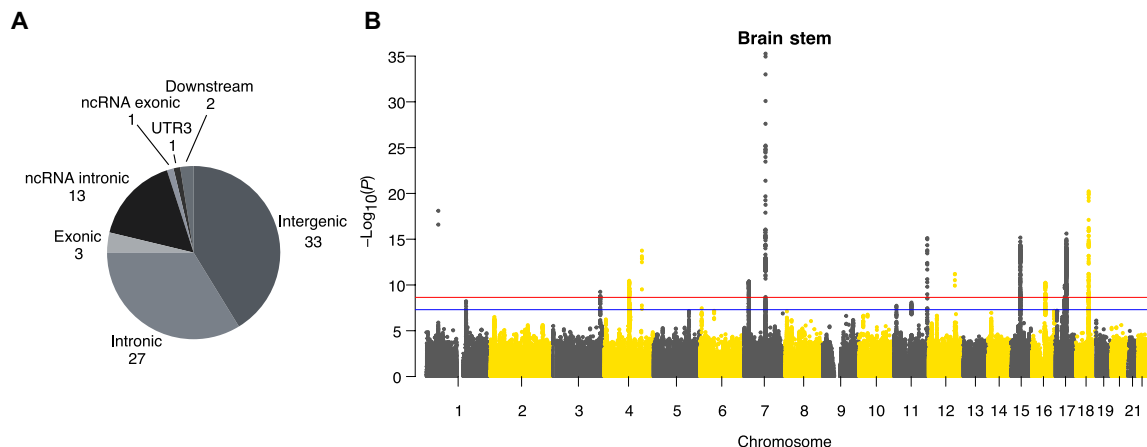 A
Downstream
2
ncRNA exonic
1
UTR3
1
ncRNA intronic
13
Exonic
3
Intergenic
33
Intronic
27
B
Brain stem
−Log10(P)
35
30
25
20
15
10
5
0
1 2 3 4 5 6 7 8 9 10 11 12 13 14 15 16 17 18 19 21
Chromosome